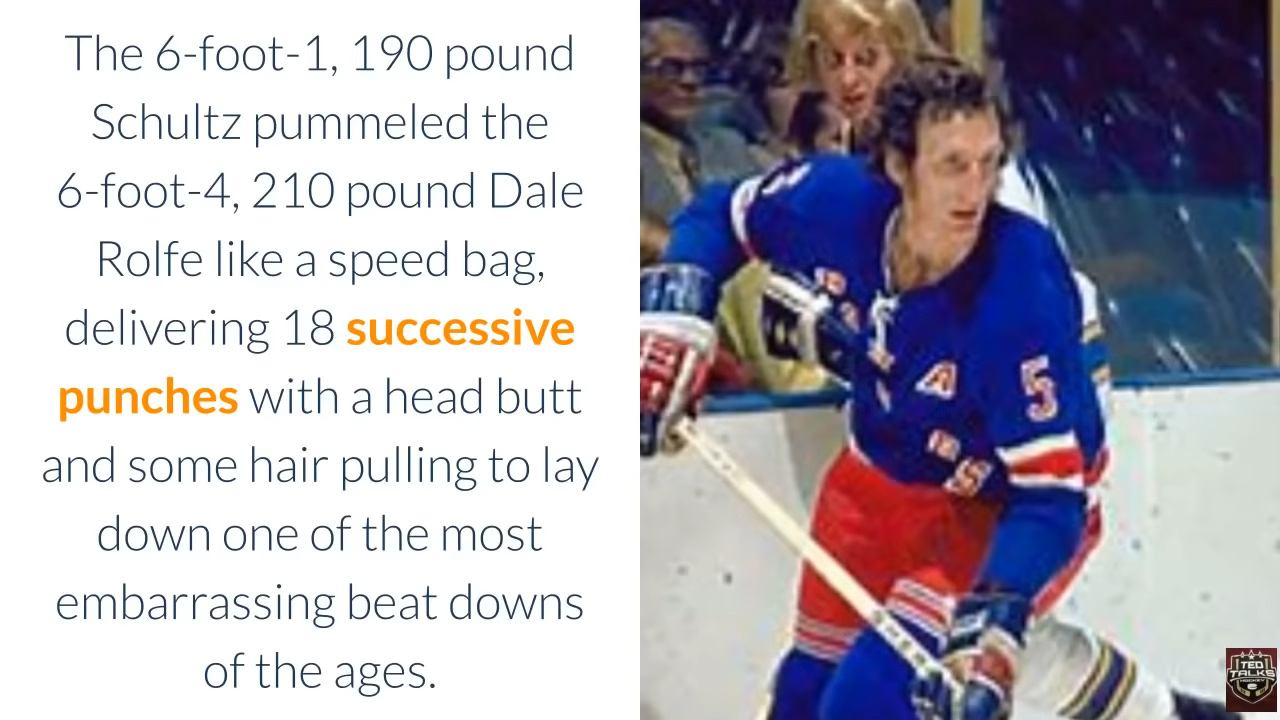 The 6-foot-1, 190 pound
Schultz pummeled the
6-foot-4, 210 pound Dale
Rolfe like a speed bag,
delivering 18 successive
punches with a head butt
and some hair pulling to lay
down one of the most
embarrassing beat downs
of the ages.
A
5
TED
TALKS
HOCKEY